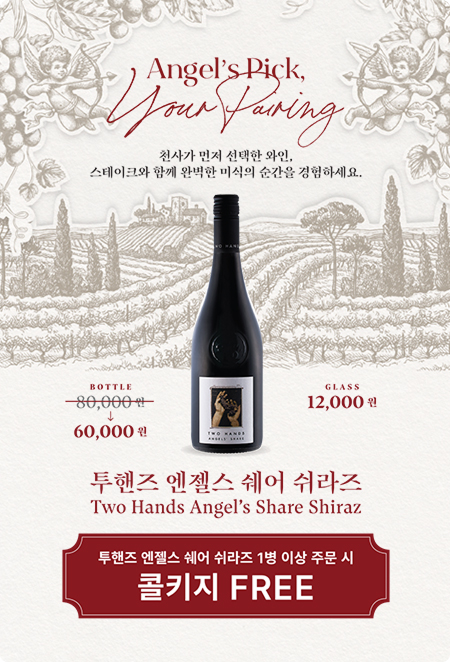 Angel's Pick,
Your Pairing
천사가 먼저 선택한 와인,
스테이크와 함께 완벽한 미식의 순간을 경험하세요.
TWO HANDS
BOTTLE
80,000 원
↓
60,000 원
GLASS
12,000 원
TWO HANDS
ANGELS' SHARE
투핸즈 엔젤스 쉐어 쉬라즈
Two Hands Angel's Share Shiraz
투핸즈 엔젤스 쉐어 쉬라즈 1병 이상 주문 시
콜키지 FREE